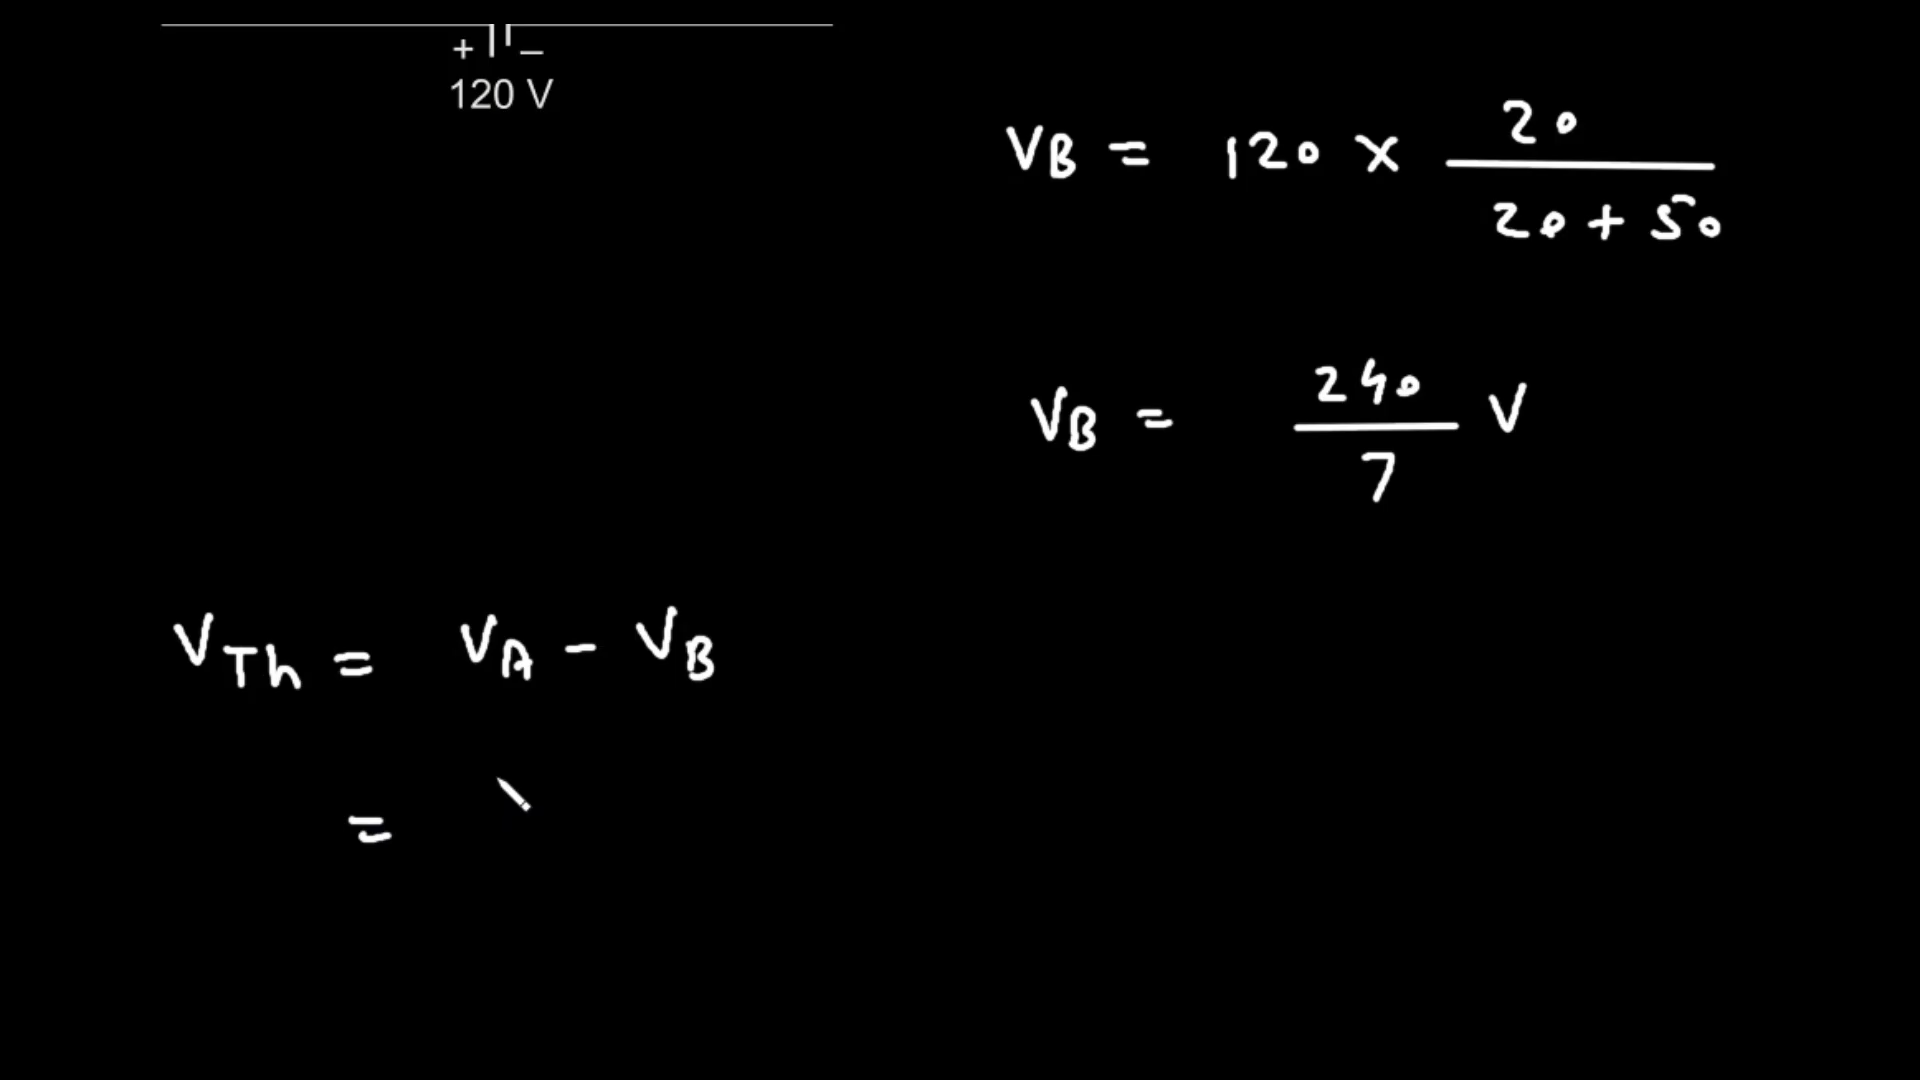 + –
120 V
VB = 120 × 20 / 20 + 50
VB = 240 / 7 V
VTh = VA - VB
=